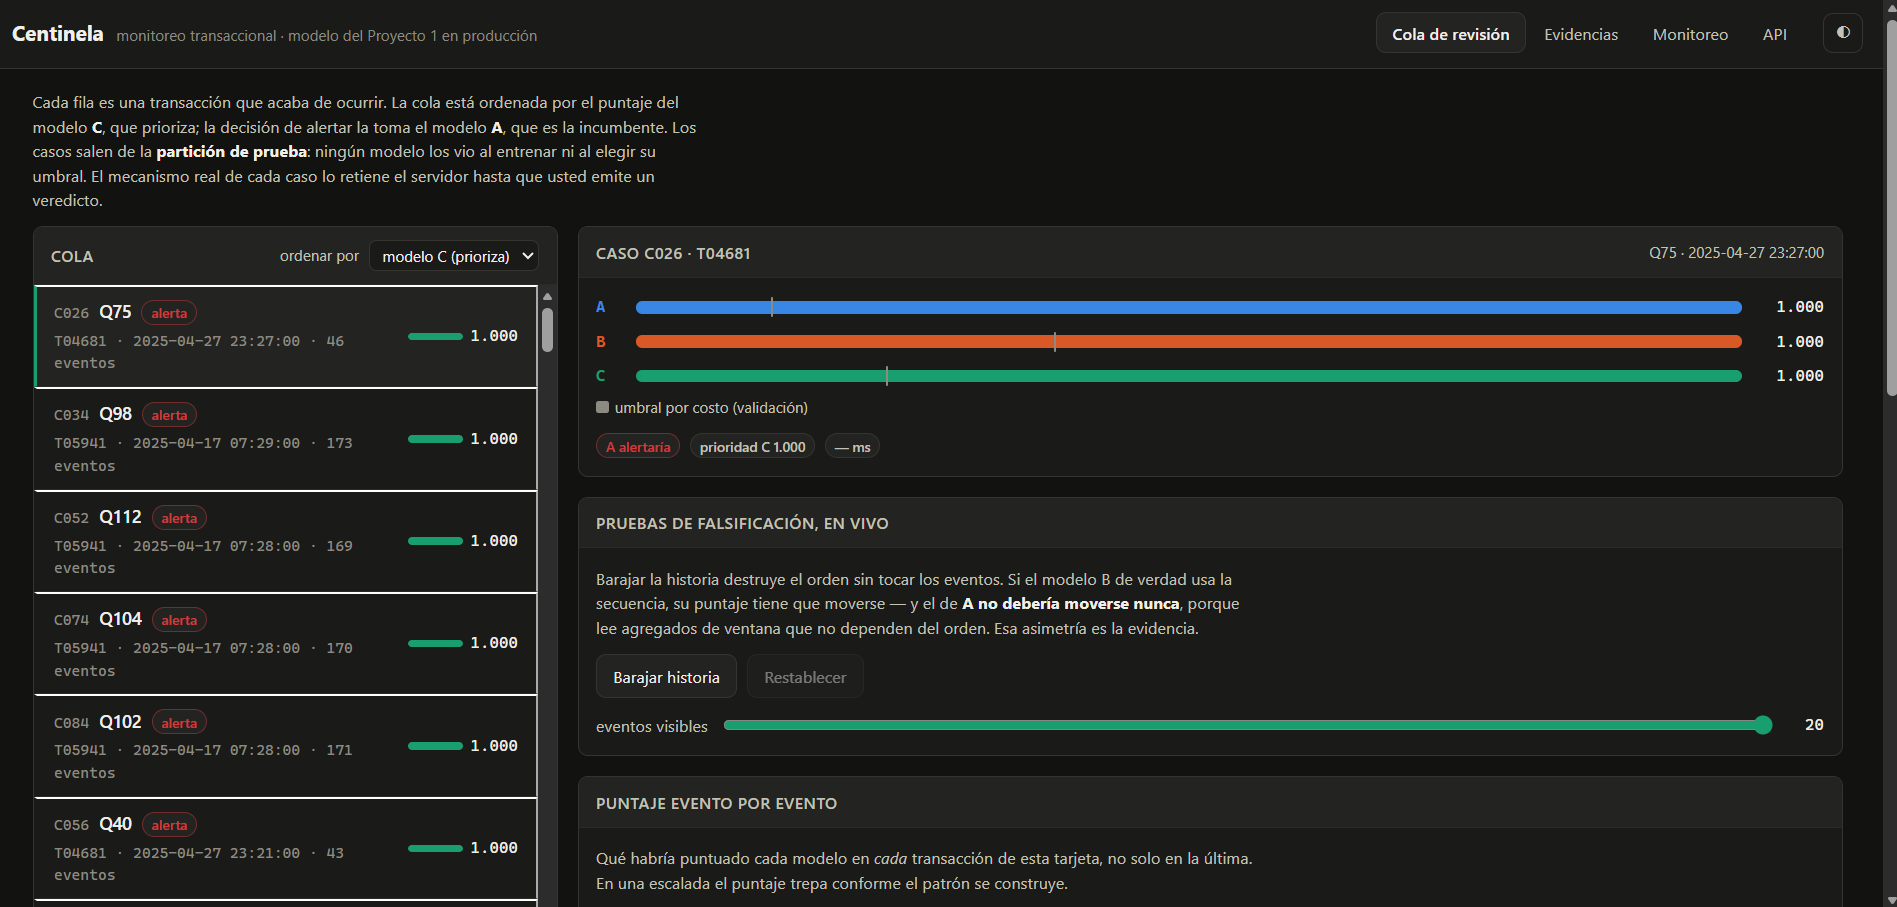 Centinela monitoreo transaccional · modelo del Proyecto 1 en producción
Cola de revisión Evidencias Monitoreo API
Cada fila es una transacción que acaba de ocurrir. La cola está ordenada por el puntaje del
modelo C, que prioriza; la decisión de alertar la toma el modelo A, que es la incumbente. Los
casos salen de la partición de prueba: ningún modelo los vio al entrenar ni al elegir su
umbral. El mecanismo real de cada caso lo retiene el servidor hasta que usted emite un
veredicto.
COLA ordenar por modelo C (prioriza)
C026 Q75 alerta
T04681 · 2025-04-27 23:27:00 · 46
eventos
1.000
C034 Q98 alerta
T05941 · 2025-04-17 07:29:00 · 173
eventos
1.000
C052 Q112 alerta
T05941 · 2025-04-17 07:28:00 · 169
eventos
1.000
C074 Q104 alerta
T05941 · 2025-04-17 07:28:00 · 170
eventos
1.000
C084 Q102 alerta
T05941 · 2025-04-17 07:28:00 · 171
eventos
1.000
C056 Q40 alerta
T04681 · 2025-04-27 23:21:00 · 43
eventos
1.000
CASO C026 · T04681 Q75 · 2025-04-27 23:27:00
A 1.000
B 1.000
C 1.000
umbral por costo (validación)
A alertaría prioridad C 1.000 — ms
PRUEBAS DE FALSIFICACIÓN, EN VIVO
Barajar la historia destruye el orden sin tocar los eventos. Si el modelo B de verdad usa la
secuencia, su puntaje tiene que moverse — y el de A no debería moverse nunca, porque
lee agregados de ventana que no dependen del orden. Esa asimetría es la evidencia.
Barajar historia Restablecer
eventos visibles 20
PUNTAJE EVENTO POR EVENTO
Qué habría puntuado cada modelo en cada transacción de esta tarjeta, no solo en la última.
En una escalada el puntaje trepa conforme el patrón se construye.